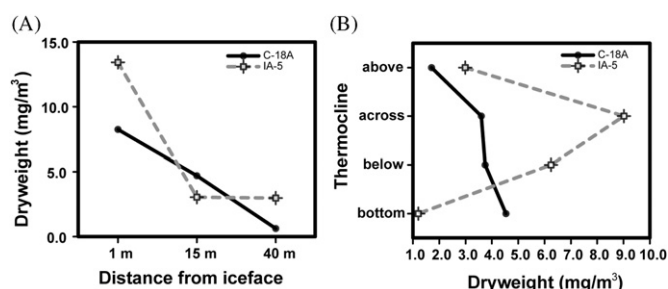 (A)
15.0
10.0
5.0
0.0
Dryweight (mg/m³)
C-18A
IA-5
1 m 15 m 40 m
Distance from iceface
(B)
Thermocline
above
across
below
bottom
C-18A
IA-5
1.0 2.0 3.0 4.0 5.0 6.0 7.0 8.0 9.0 10.0
Dryweight (mg/m³)